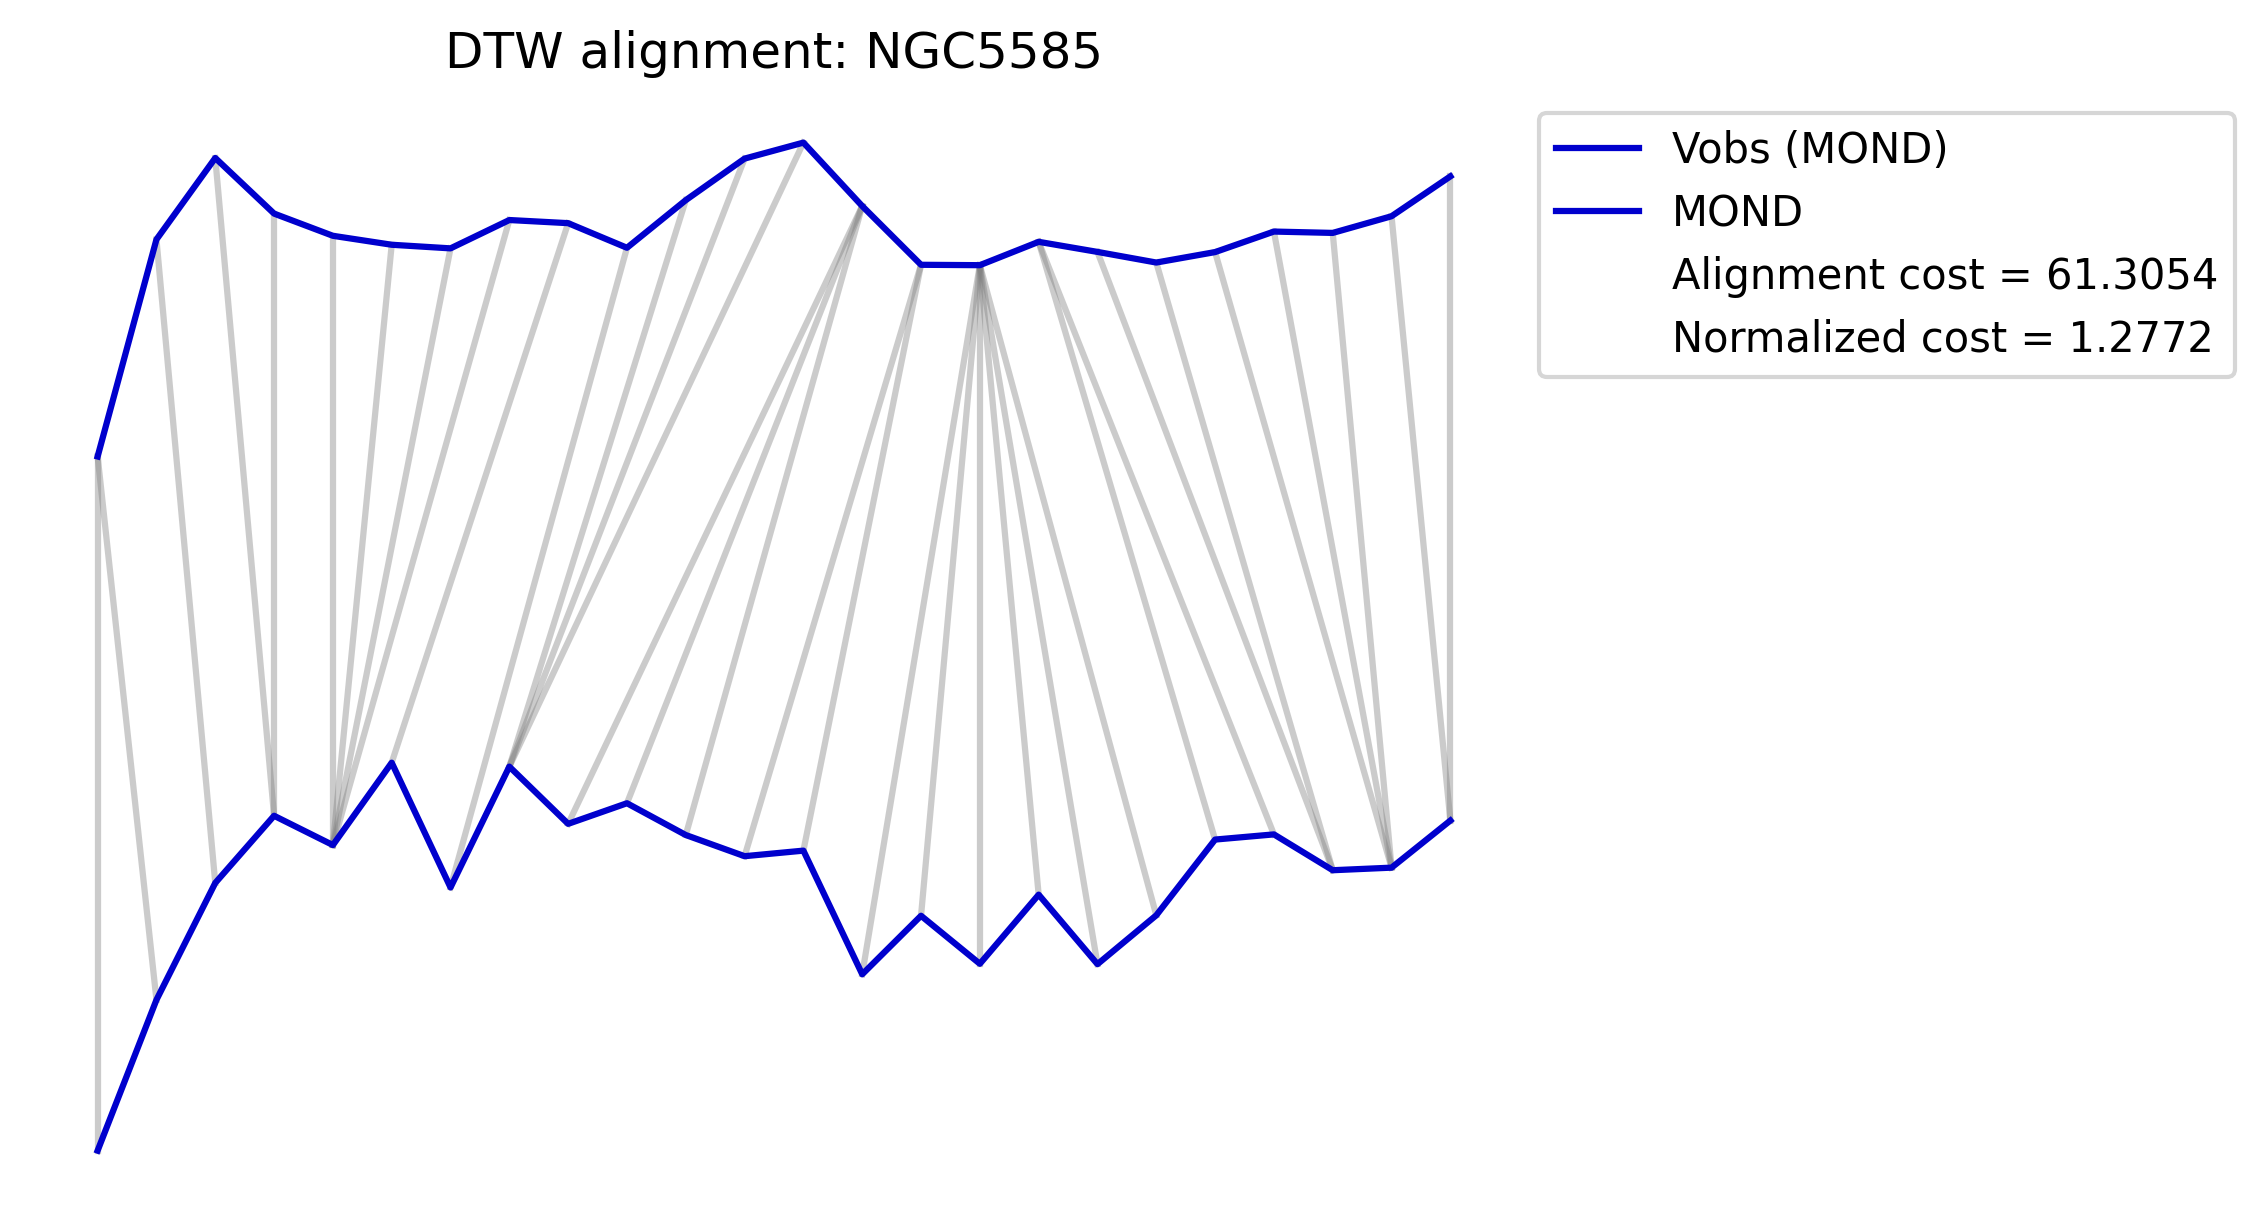 DTW alignment: NGC5585
Vobs (MOND)
MOND
Alignment cost = 61.3054
Normalized cost = 1.2772